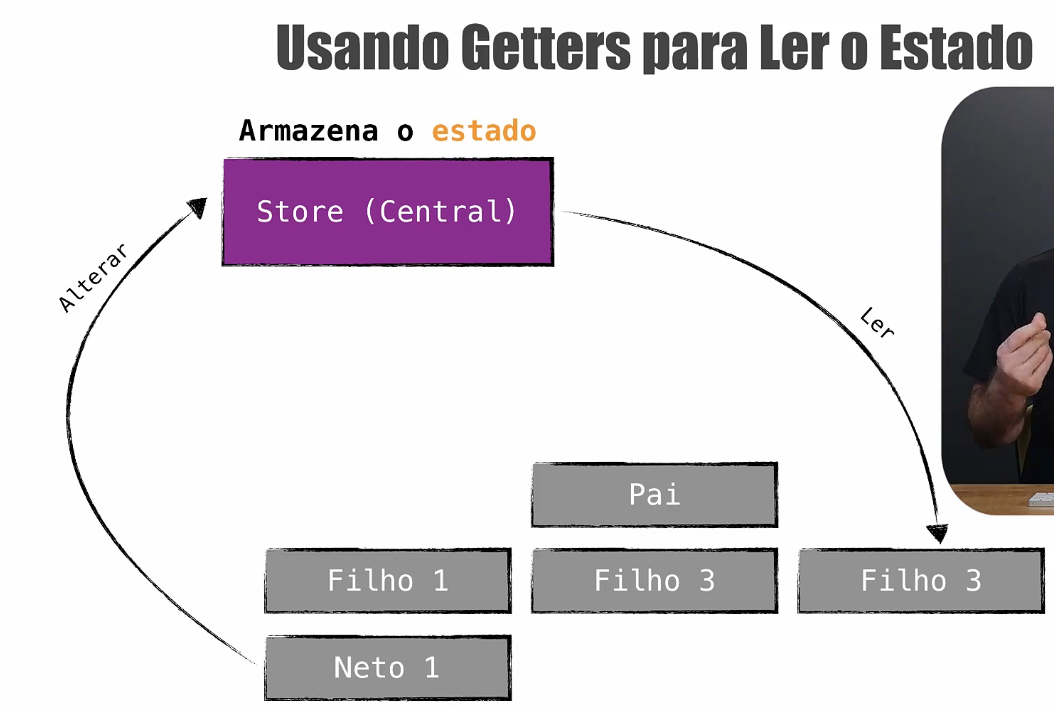 Usando Getters para Ler o Estado
Armazena o estado
Store (Central)
Alterar
Ler
Pai
Filho 1
Filho 3
Filho 3
Neto 1